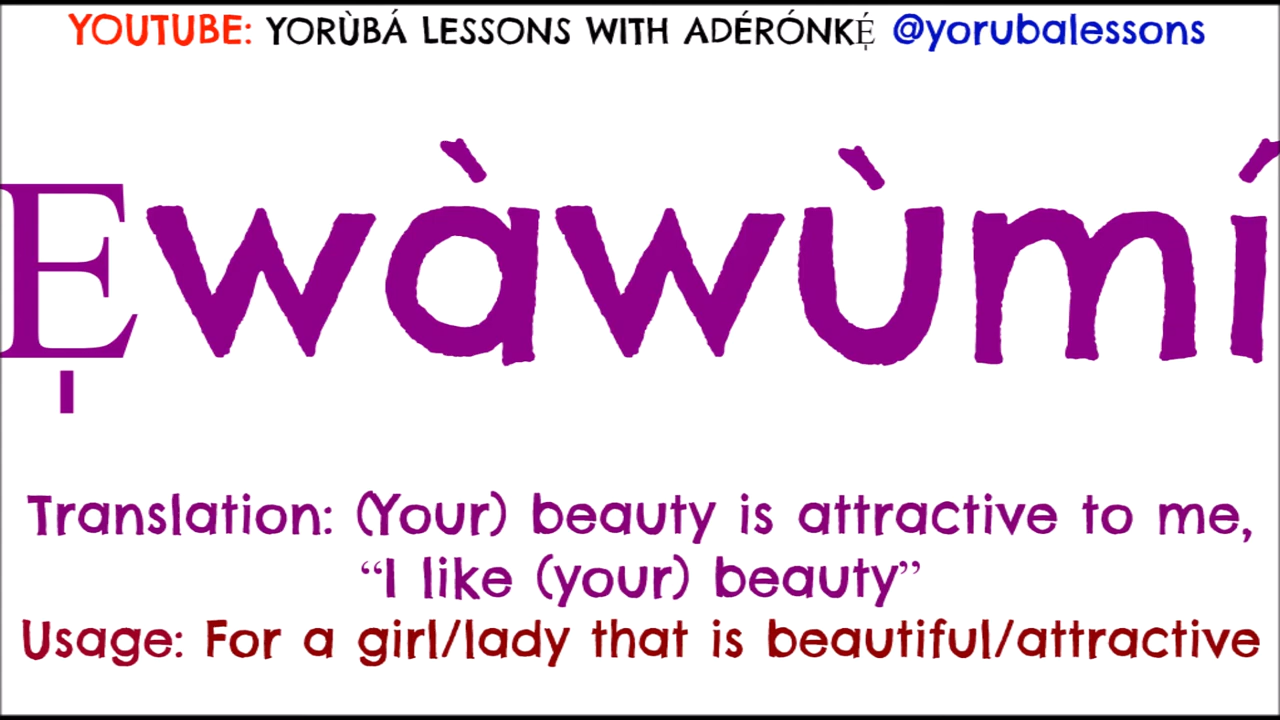 YOUTUBE: YORÙBÁ LESSONS WITH ADÉRÓNKẸ́ @yorubalessons
Ẹwàwùmí
Translation: (Your) beauty is attractive to me,
“I like (your) beauty”
Usage: For a girl/lady that is beautiful/attractive